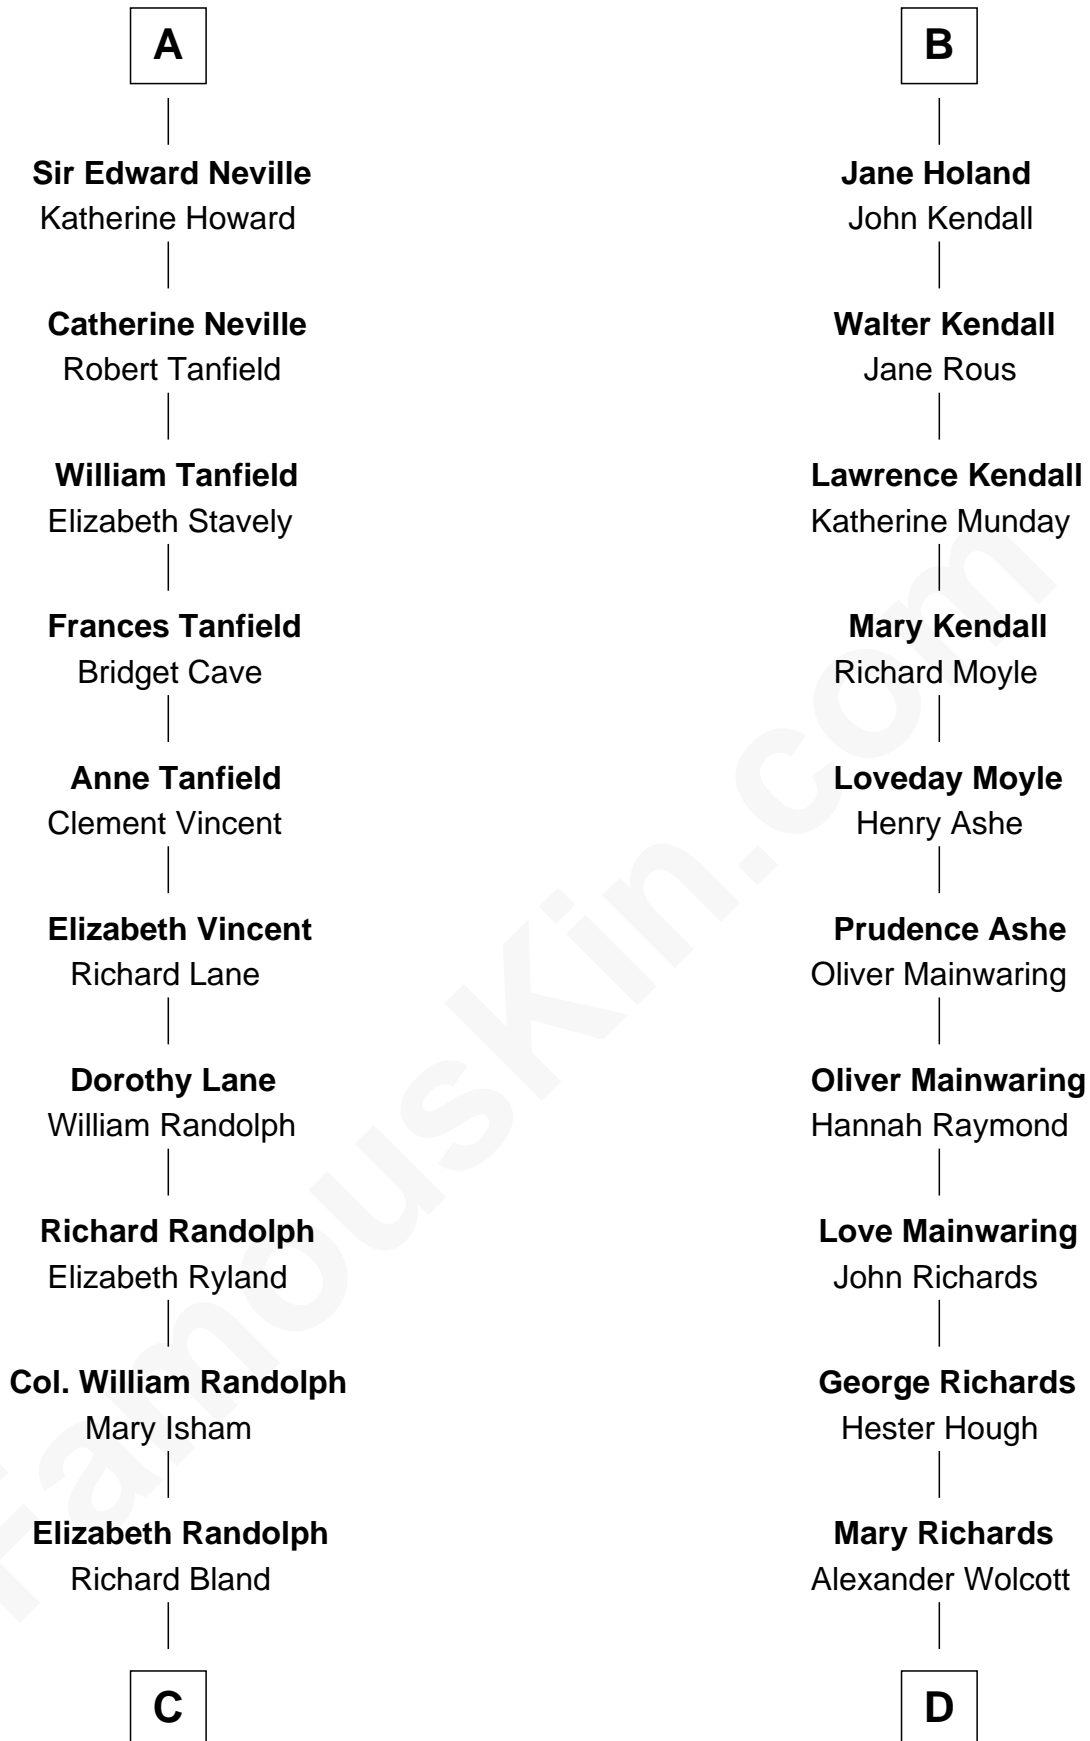 A
Sir Edward Neville
Katherine Howard
Catherine Neville
Robert Tanfield
William Tanfield
Elizabeth Stavely
Frances Tanfield
Bridget Cave
Anne Tanfield
Clement Vincent
Elizabeth Vincent
Richard Lane
Dorothy Lane
William Randolph
Richard Randolph
Elizabeth Ryland
Col. William Randolph
Mary Isham
Elizabeth Randolph
Richard Bland
C
B
Jane Holand
John Kendall
Walter Kendall
Jane Rous
Lawrence Kendall
Katherine Munday
Mary Kendall
Richard Moyle
Loveday Moyle
Henry Ashe
Prudence Ashe
Oliver Mainwaring
Oliver Mainwaring
Hannah Raymond
Love Mainwaring
John Richards
George Richards
Hester Hough
Mary Richards
Alexander Wolcott
D
FamousKin.com